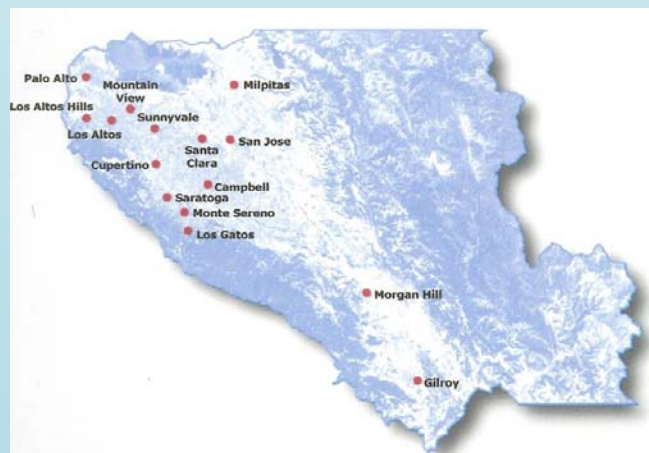 Palo Alto
Mountain
View
Milpitas
Los Altos Hills
Los Altos
Sunnyvale
Santa
Clara
San Jose
Cupertino
Campbell
Saratoga
Monte Sereno
Los Gatos
Morgan Hill
Gilroy